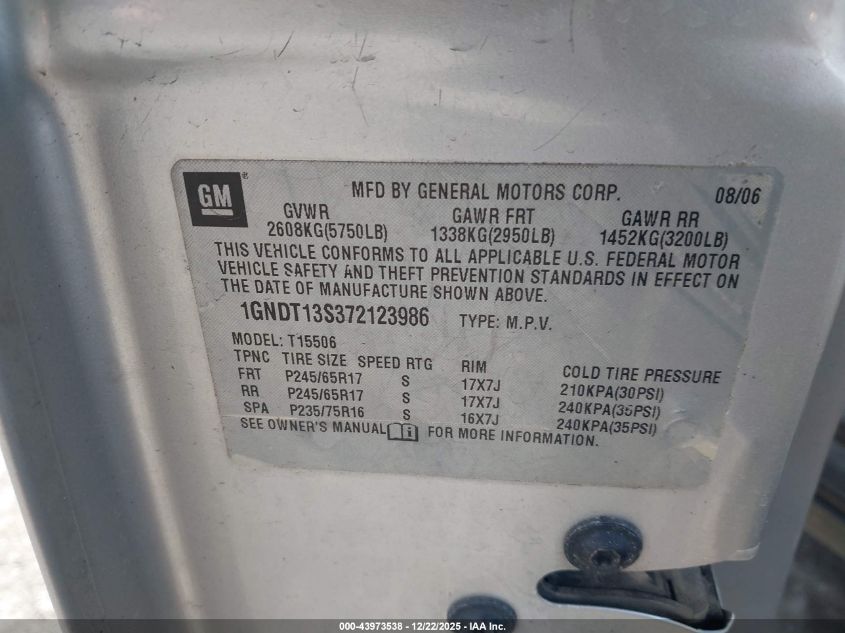 GM ®
MFD BY GENERAL MOTORS CORP. 08/06
GVWR GAWR FRT GAWR RR
2608KG(5750LB) 1338KG(2950LB) 1452KG(3200LB)
THIS VEHICLE CONFORMS TO ALL APPLICABLE U.S. FEDERAL MOTOR
VEHICLE SAFETY AND THEFT PREVENTION STANDARDS IN EFFECT ON
THE DATE OF MANUFACTURE SHOWN ABOVE.
1GNDT13S372123986 TYPE: M.P.V.
MODEL: T15506
TPNC TIRE SIZE SPEED RTG RIM COLD TIRE PRESSURE
FRT P245/65R17 S 17X7J 210KPA(30PSI)
RR P245/65R17 S 17X7J 240KPA(35PSI)
SPA P235/75R16 S 16X7J 240KPA(35PSI)
SEE OWNER'S MANUAL i FOR MORE INFORMATION.
000-43973538 - 12/22/2025 - IAA Inc.